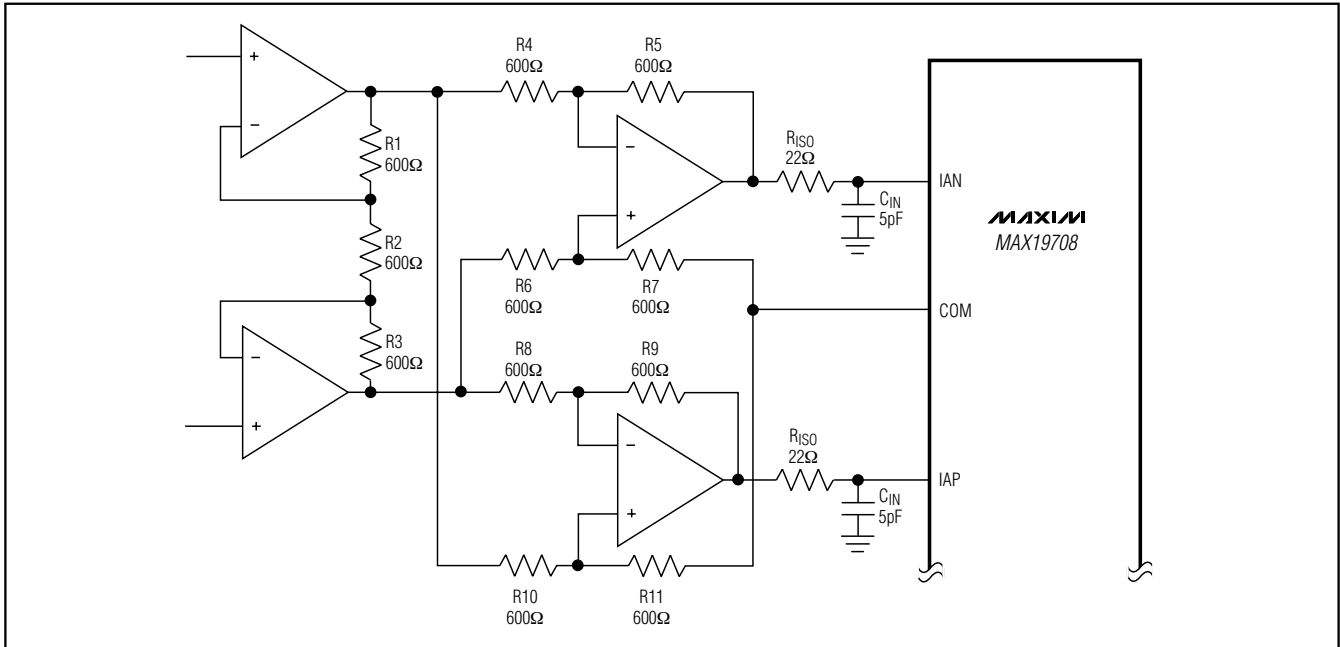 R4
600Ω
R5
600Ω
+
−
R1
600Ω
R2
600Ω
R3
600Ω
−
+
−
+
RISO
22Ω
CIN
5pF
IAN
MAXIM
MAX19708
R6
600Ω
R7
600Ω
COM
R8
600Ω
R9
600Ω
−
+
RISO
22Ω
CIN
5pF
IAP
R10
600Ω
R11
600Ω